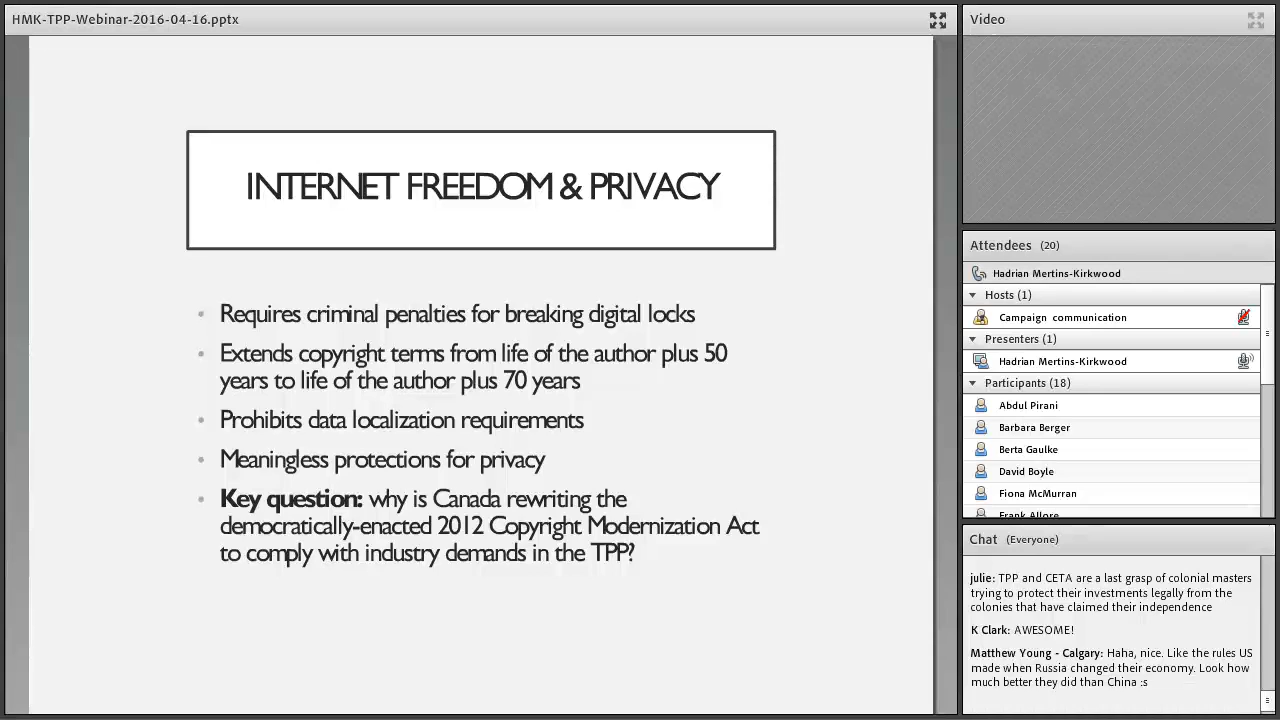 HMK-TPP-Webinar-2016-04-16.pptx
INTERNET FREEDOM & PRIVACY
• Requires criminal penalties for breaking digital locks
• Extends copyright terms from life of the author plus 50
years to life of the author plus 70 years
• Prohibits data localization requirements
• Meaningless protections for privacy
• Key question: why is Canada rewriting the
democratically-enacted 2012 Copyright Modernization Act
to comply with industry demands in the TPP?
Video
Attendees (20)
Hadrian Mertins-Kirkwood
Hosts (1)
Campaign communication
Presenters (1)
Hadrian Mertins-Kirkwood
Participants (18)
Abdul Pirani
Barbara Berger
Berta Gaulke
David Boyle
Fiona McMurran
Frank Allore
Chat (Everyone)
julie: TPP and CETA are a last grasp of colonial masters
trying to protect their investments legally from the
colonies that have claimed their independence
K Clark: AWESOME!
Matthew Young - Calgary: Haha, nice. Like the rules US
made when Russia changed their economy. Look how
much better they did than China :s